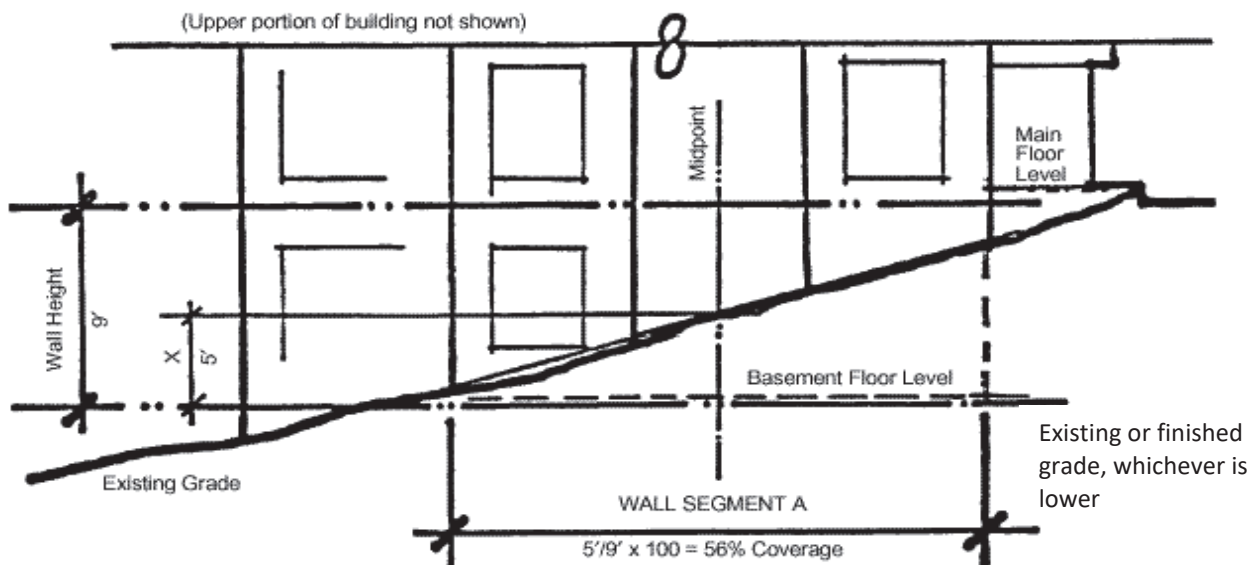 (Upper portion of building not shown)
8
Midpoint
Main
Floor
Level
Wall Height
9'
X
5'
Basement Floor Level
Existing or finished
grade, whichever is
lower
Existing Grade
WALL SEGMENT A
5'/9' x 100 = 56% Coverage